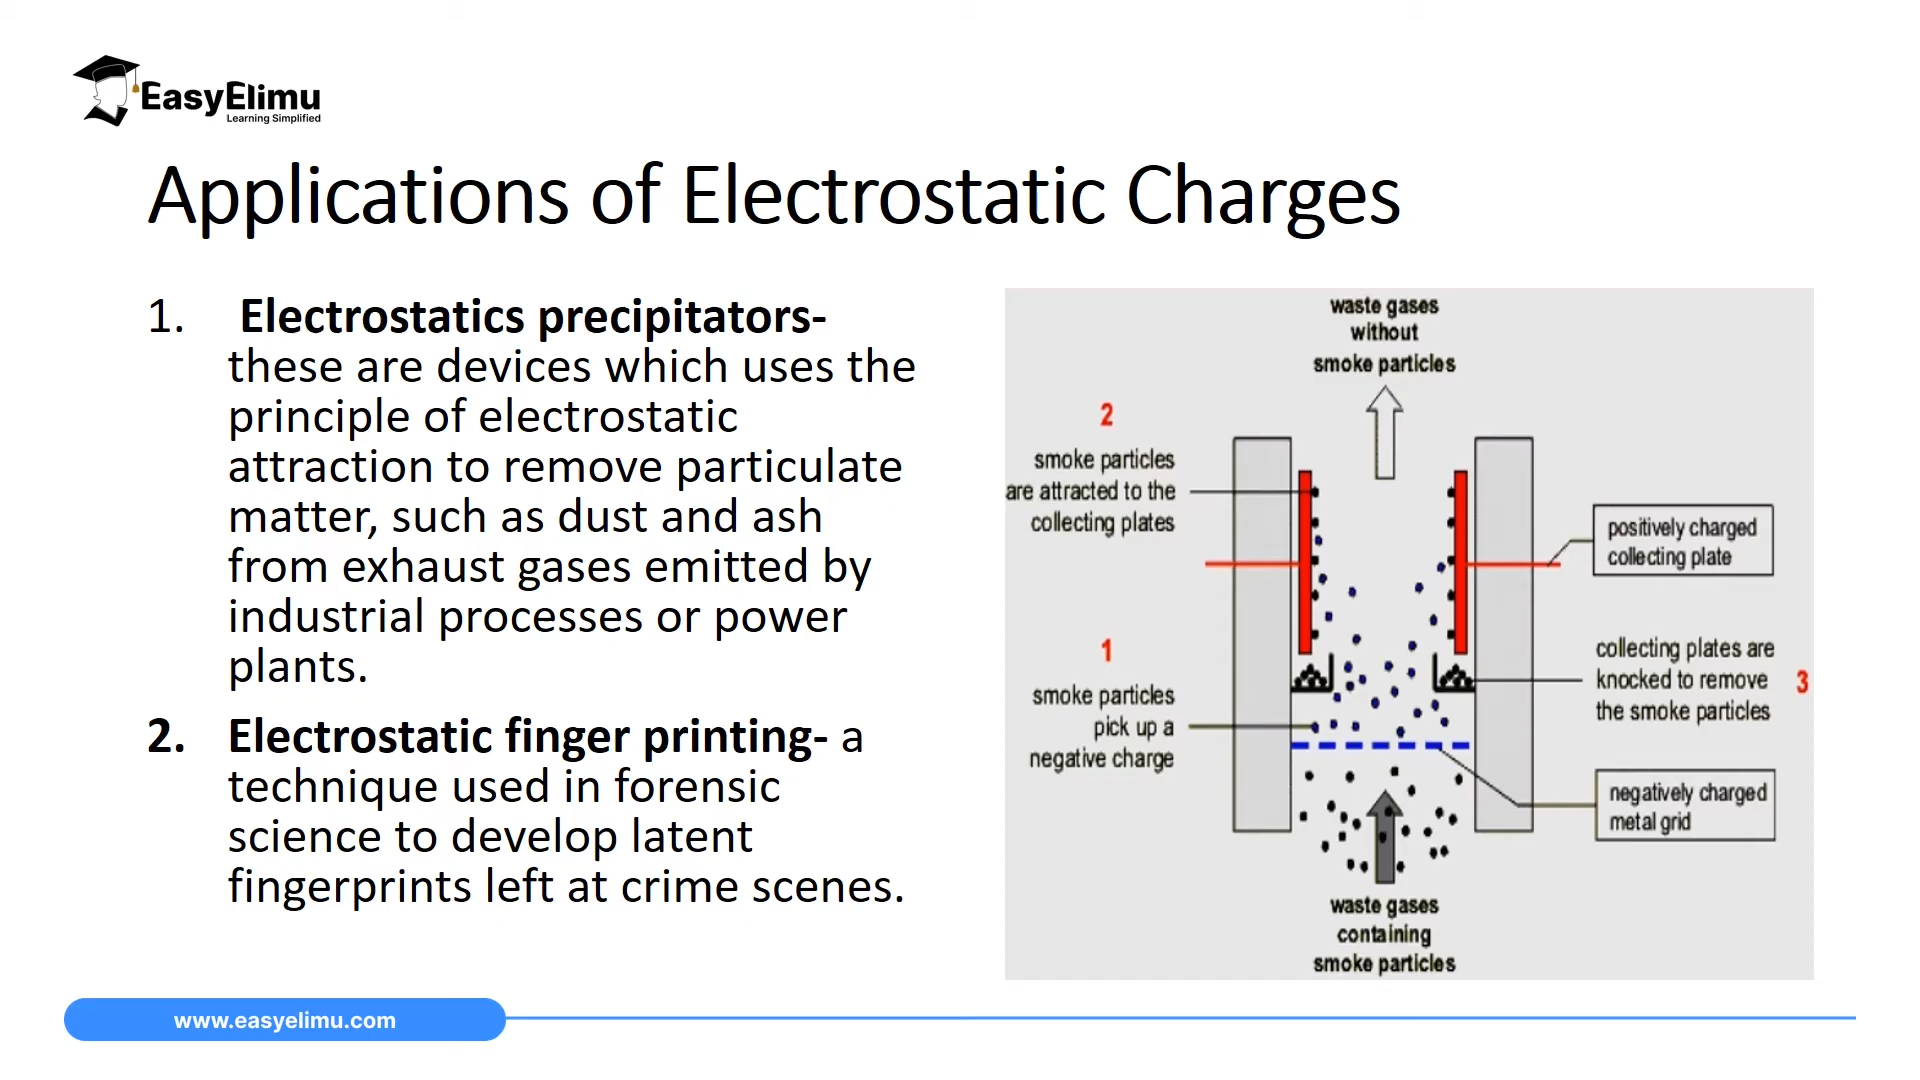 EasyElimu
Learning Simplified
Applications of Electrostatic Charges
1. Electrostatics precipitators-
these are devices which uses the
principle of electrostatic
attraction to remove particulate
matter, such as dust and ash
from exhaust gases emitted by
industrial processes or power
plants.
2. Electrostatic finger printing- a
technique used in forensic
science to develop latent
fingerprints left at crime scenes.
waste gases
without
smoke particles
2
smoke particles
are attracted to the
collecting plates
positively charged
collecting plate
1
smoke particles
pick up a
negative charge
collecting plates are
knocked to remove
the smoke particles
3
negatively charged
metal grid
waste gases
containing
smoke particles
www.easyelimu.com